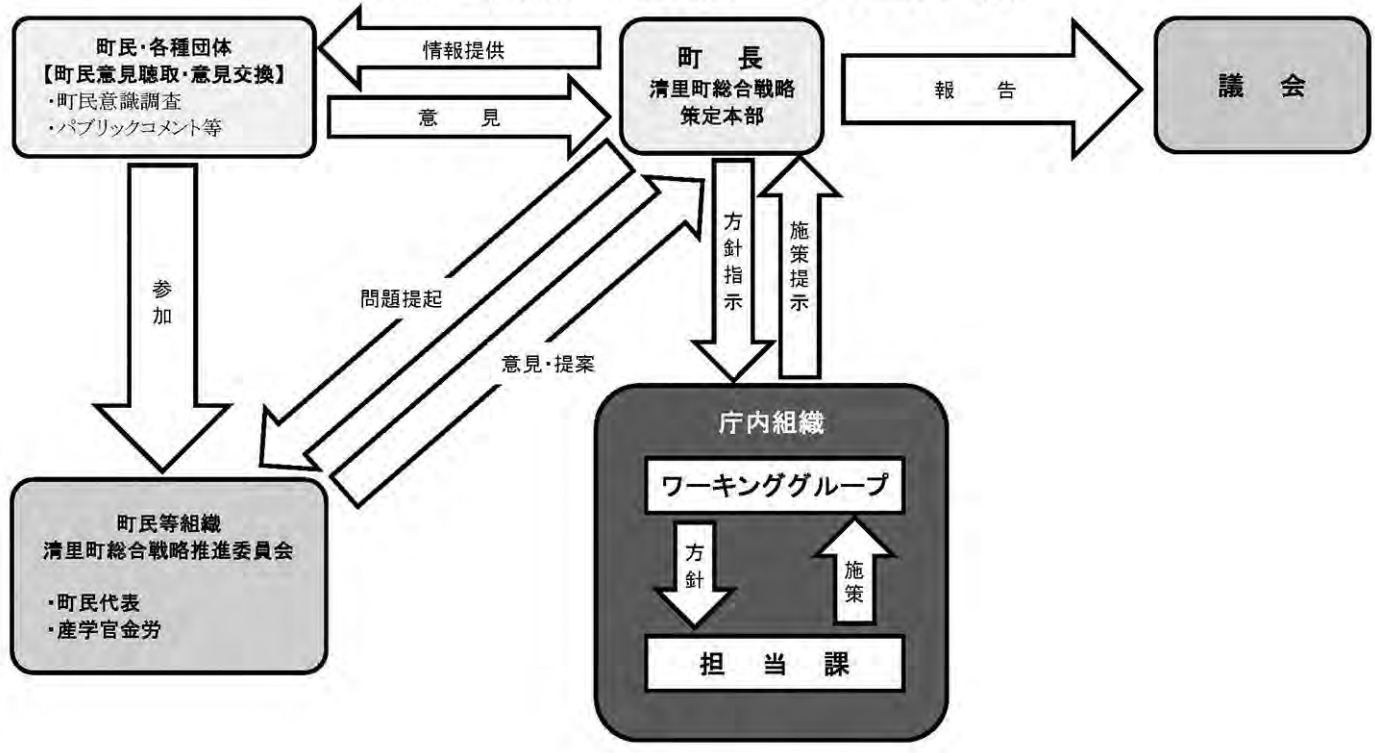 町民・各種団体
【町民意見聴取・意見交換】
・町民意識調査
・パブリックコメント等
情報提供
意 見
町 長
清里町総合戦略
策定本部
報 告
議 会
参加
問題提起
意見・提案
方針指示
施策提示
町民等組織
清里町総合戦略推進委員会
・町民代表
・産学官金労
庁内組織
ワーキンググループ
方針
施策
担 当 課